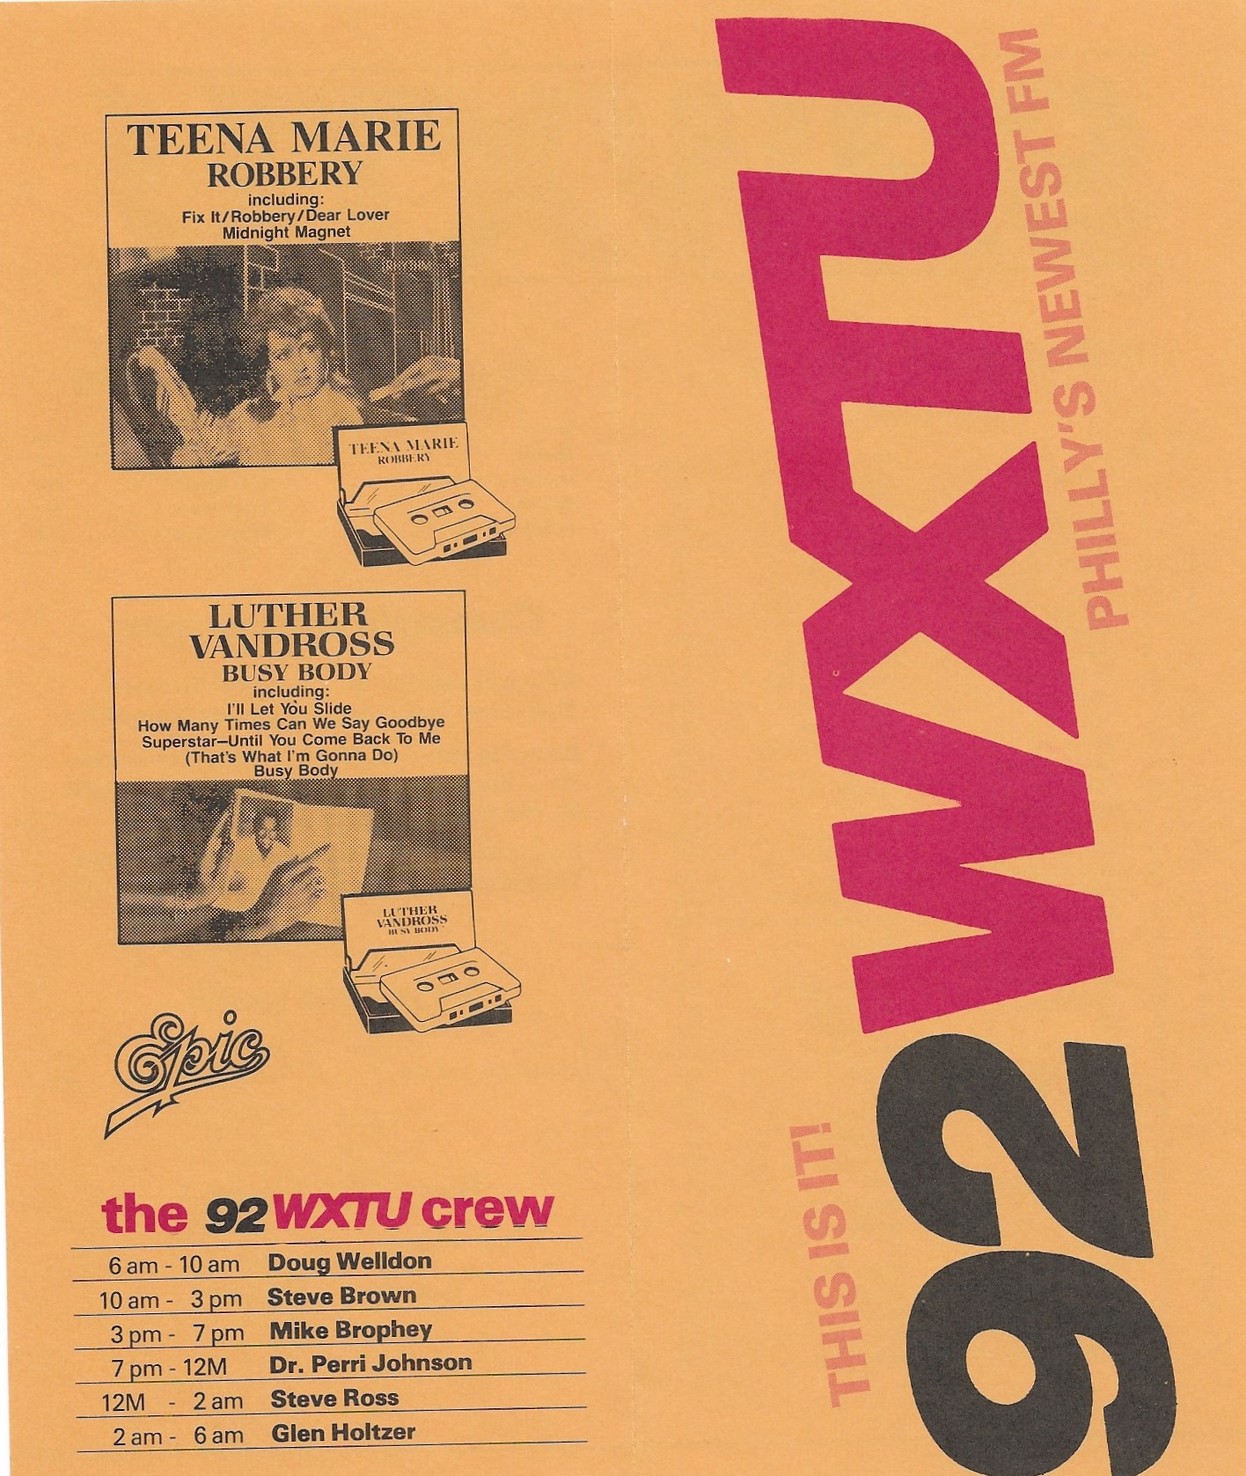 TEENA MARIE
ROBBERY
including:
Fix It/Robbery/Dear Lover
Midnight Magnet
TEENA MARIE
ROBBERY
LUTHER
VANDROSS
BUSY BODY
including:
I'll Let You Slide
How Many Times Can We Say Goodbye
Superstar—Until You Come Back To Me
(That's What I'm Gonna Do)
Busy Body
LUTHER
VANDROSS
BUSY BODY
Epic
the 92 WXTU crew
6 am - 10 am Doug Welldon
10 am - 3 pm Steve Brown
3 pm - 7 pm Mike Brophey
7 pm - 12M Dr. Perri Johnson
12M - 2 am Steve Ross
2 am - 6 am Glen Holtzer
THIS IS IT!
92 WXTU
PHILLY'S NEWEST FM